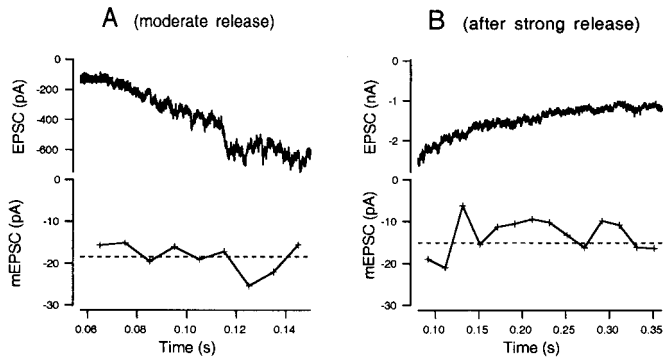 A (moderate release)
B (after strong release)
EPSC (pA)
0
-200
-400
-600
mEPSC (pA)
0
-10
-20
-30
0.06 0.08 0.10 0.12 0.14
Time (s)
EPSC (nA)
0
-1
-2
mEPSC (pA)
0
-10
-20
-30
0.10 0.15 0.20 0.25 0.30 0.35
Time (s)